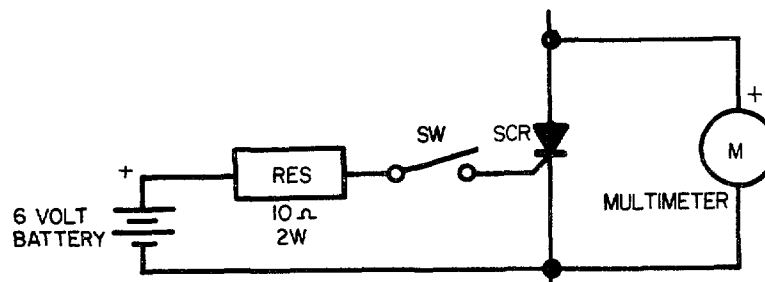 +
SW
SCR
+
RES
M
10 Ω
2W
6 VOLT
BATTERY
MULTIMETER